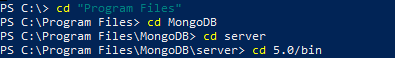 PS C:\> cd "Program Files"
PS C:\Program Files> cd MongoDB
PS C:\Program Files\MongoDB> cd server
PS C:\Program Files\MongoDB\server> cd 5.0/bin